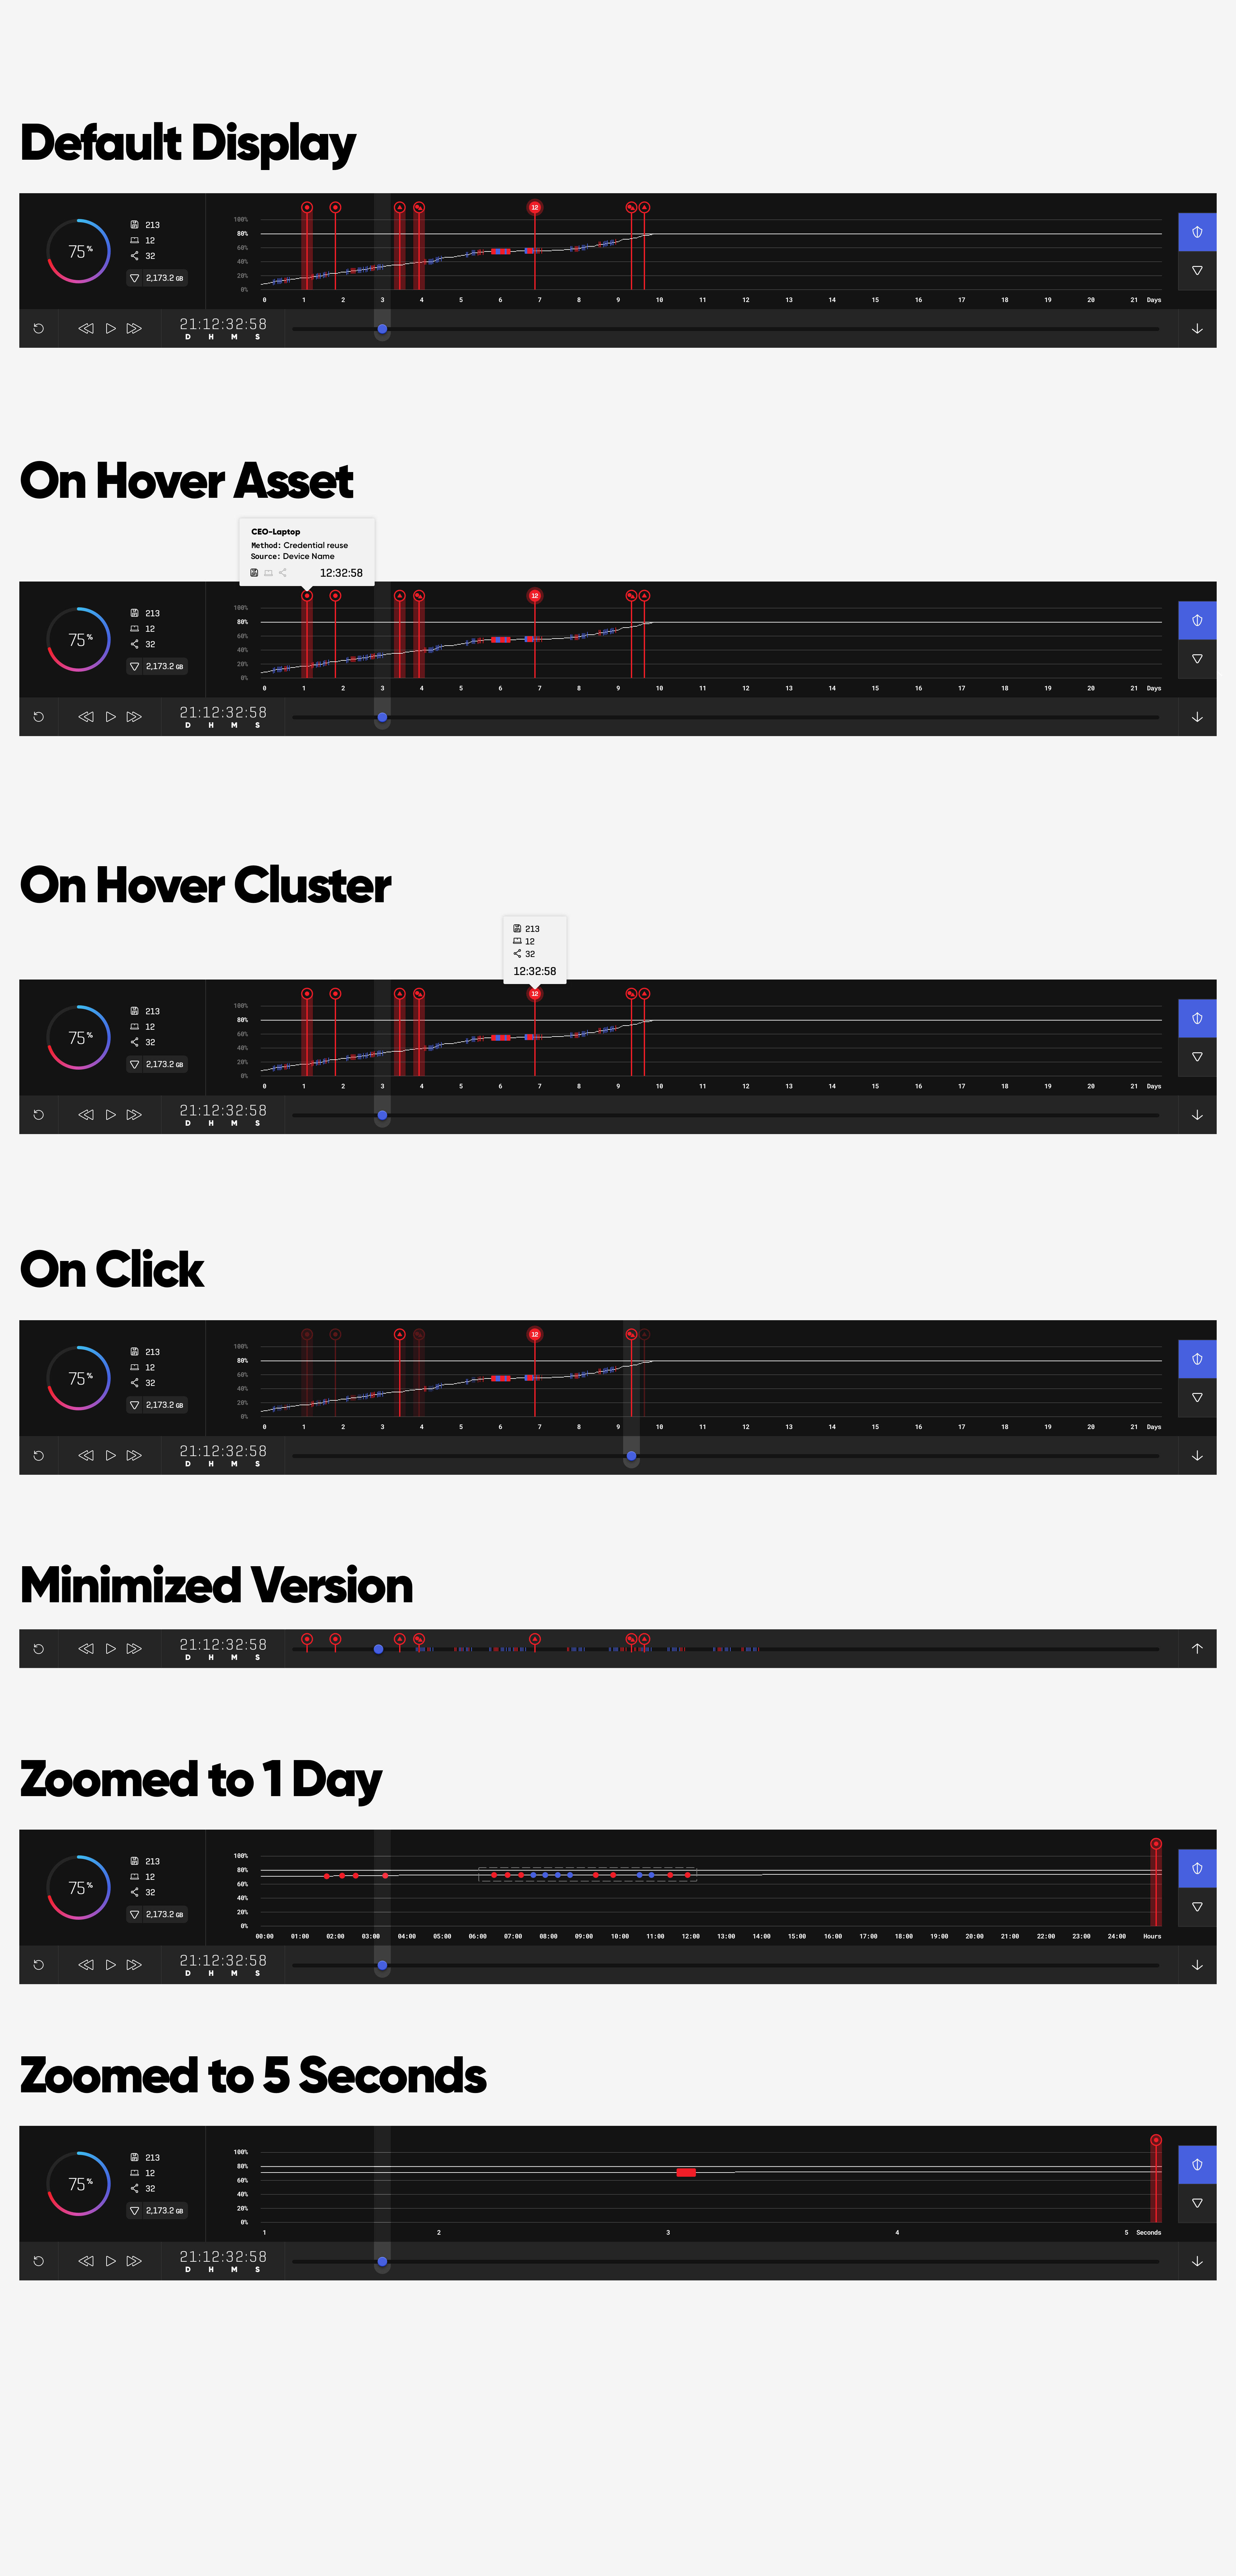 Default Display
75%
213
12
32
2,173.2 GB
12
100%
80%
60%
40%
20%
0%
0 1 2 3 4 5 6 7 8 9 10 11 12 13 14 15 16 17 18 19 20 21 Days
21:12:32:58
D H M S
On Hover Asset
CEO-Laptop
Method: Credential reuse
Source: Device Name
12:32:58
75%
213
12
32
2,173.2 GB
12
100%
80%
60%
40%
20%
0%
0 1 2 3 4 5 6 7 8 9 10 11 12 13 14 15 16 17 18 19 20 21 Days
21:12:32:58
D H M S
On Hover Cluster
213
12
32
12:32:58
75%
213
12
32
2,173.2 GB
12
100%
80%
60%
40%
20%
0%
0 1 2 3 4 5 6 7 8 9 10 11 12 13 14 15 16 17 18 19 20 21 Days
21:12:32:58
D H M S
On Click
75%
213
12
32
2,173.2 GB
12
100%
80%
60%
40%
20%
0%
0 1 2 3 4 5 6 7 8 9 10 11 12 13 14 15 16 17 18 19 20 21 Days
21:12:32:58
D H M S
Minimized Version
21:12:32:58
D H M S
Zoomed to 1 Day
75%
213
12
32
2,173.2 GB
100%
80%
60%
40%
20%
0%
00:00 01:00 02:00 03:00 04:00 05:00 06:00 07:00 08:00 09:00 10:00 11:00 12:00 13:00 14:00 15:00 16:00 17:00 18:00 19:00 20:00 21:00 22:00 23:00 24:00 Hours
21:12:32:58
D H M S
Zoomed to 5 Seconds
75%
213
12
32
2,173.2 GB
100%
80%
60%
40%
20%
0%
1 2 3 4 5 Seconds
21:12:32:58
D H M S